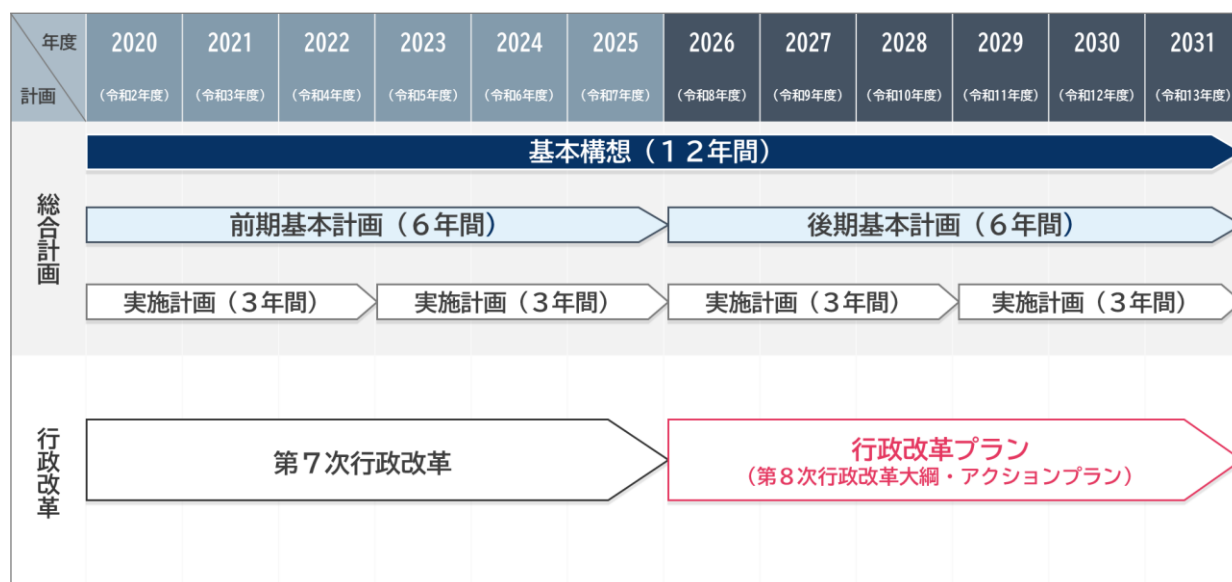 年度
計画
2020 2021 2022 2023 2024 2025 2026 2027 2028 2029 2030 2031
(令和2年度) (令和3年度) (令和4年度) (令和5年度) (令和6年度) (令和7年度) (令和8年度) (令和9年度) (令和10年度) (令和11年度) (令和12年度) (令和13年度)
総合計画
基本構想（１２年間）
前期基本計画（６年間） 後期基本計画（６年間）
実施計画（３年間） 実施計画（３年間） 実施計画（３年間） 実施計画（３年間）
行政改革
第７次行政改革
行政改革プラン
（第８次行政改革大綱・アクションプラン）